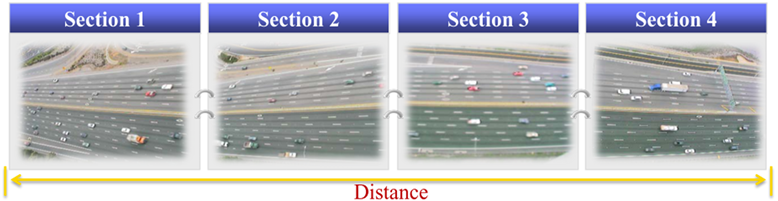 Section 1
Section 2
Section 3
Section 4
Distance